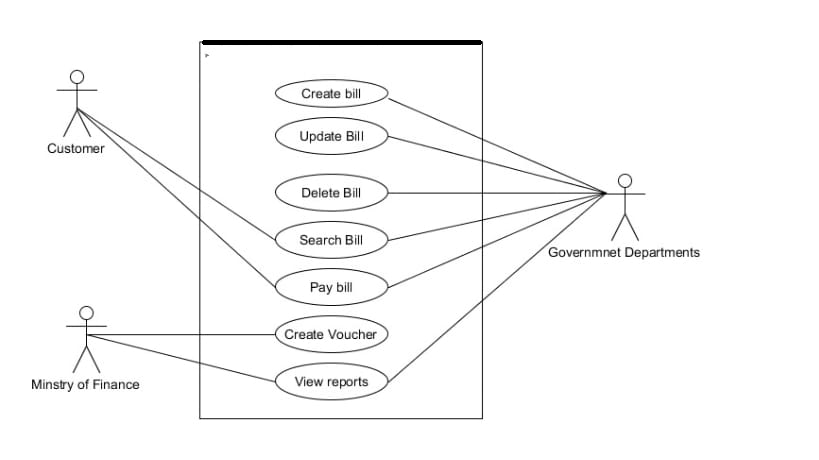 Create bill
Update Bill
Customer
Delete Bill
Search Bill
Governmnet Departments
Pay bill
Create Voucher
Minstry of Finance
View reports